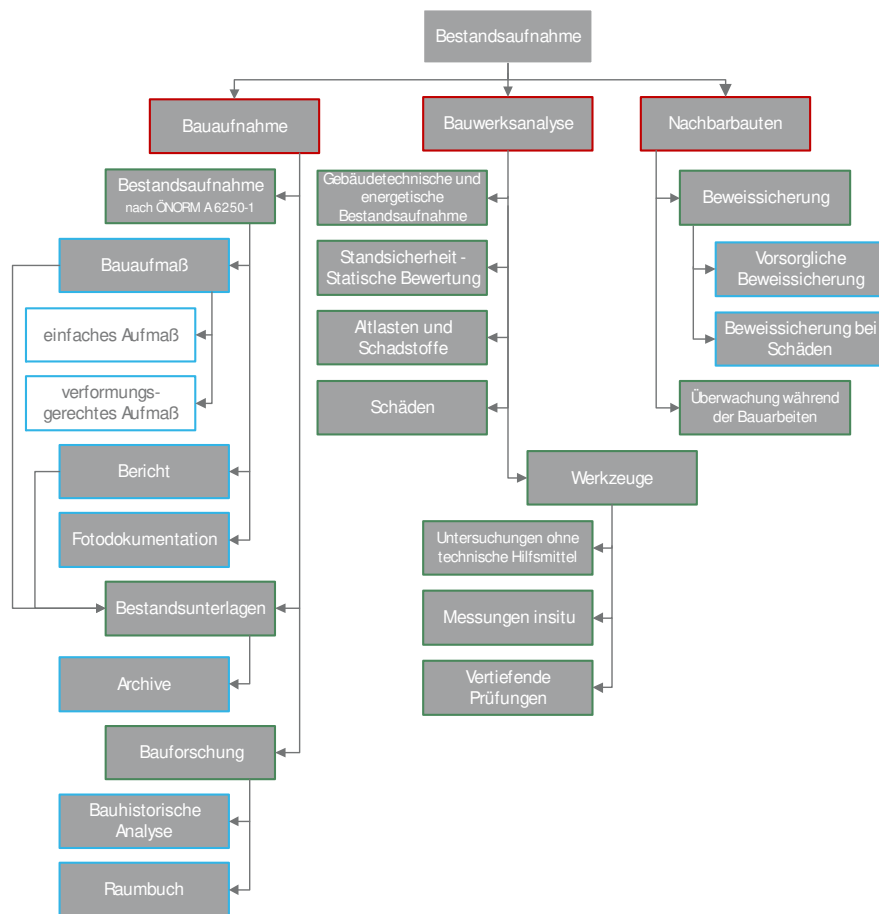 Bestandsaufnahme
Bauaufnahme
Bestandsaufnahme
nach ÖNORM A 6250-1
Bauaufmaß
einfaches Aufmaß
verformungs-
gerechtes Aufmaß
Bericht
Fotodokumentation
Bestandsunterlagen
Archive
Bauforschung
Bauhistorische
Analyse
Raumbuch
Bauwerksanalyse
Gebäudetechnische und
energetische
Bestandsaufnahme
Standsicherheit -
Statische Bewertung
Altlasten und
Schadstoffe
Schäden
Werkzeuge
Untersuchungen ohne
technische Hilfsmittel
Messungen insitu
Vertiefende
Prüfungen
Nachbarbauten
Beweissicherung
Vorsorgliche
Beweissicherung
Beweissicherung bei
Schäden
Überwachung während
der Bauarbeiten